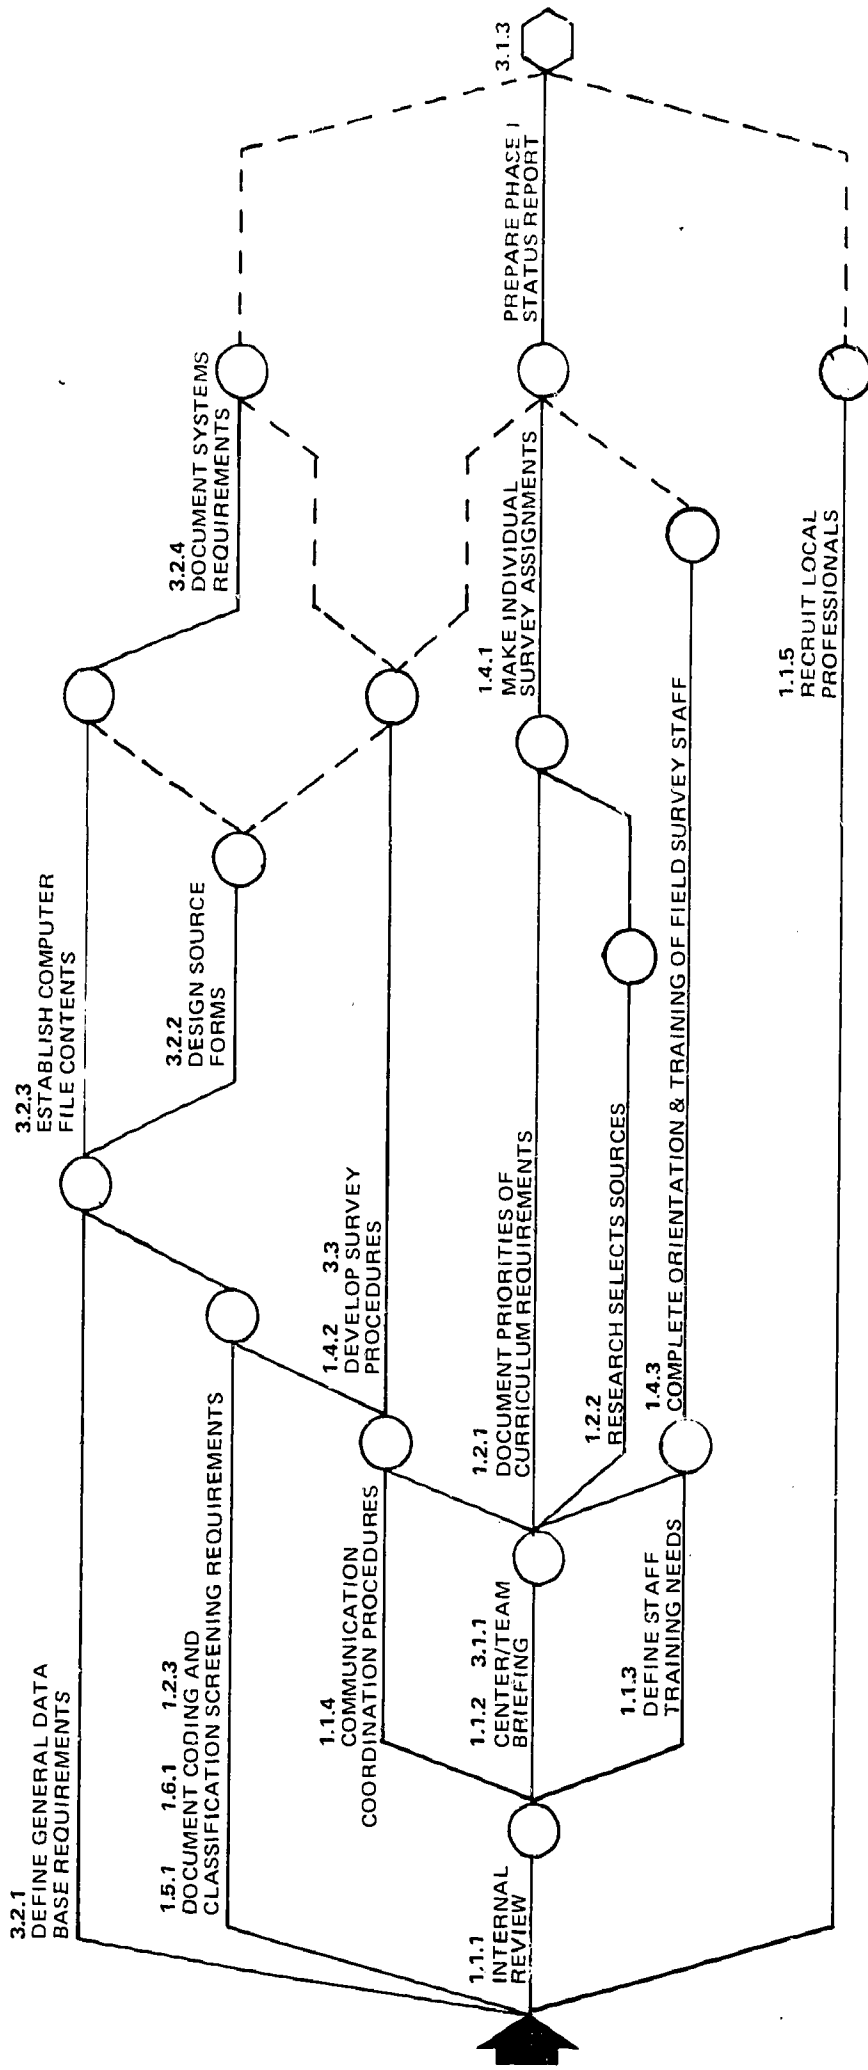 3.2.1
DEFINE GENERAL DATA
BASE REQUIREMENTS
3.2.3
ESTABLISH COMPUTER
FILE CONTENTS
1.5.1 1.6.1 1.2.3
DOCUMENT CODING AND
CLASSIFICATION SCREENING REQUIREMENTS
3.2.2
DESIGN SOURCE
FORMS
3.2.4
DOCUMENT SYSTEMS
REQUIREMENTS
1.1.4
COMMUNICATION
COORDINATION PROCEDURES
1.4.2 3.3
DEVELOP SURVEY
PROCEDURES
1.1.1
INTERNAL
REVIEW
1.1.2 3.1.1
CENTER/TEAM
BRIEFING
1.2.1
DOCUMENT PRIORITIES OF
CURRICULUM REQUIREMENTS
1.4.1
MAKE INDIVIDUAL
SURVEY ASSIGNMENTS
PREPARE PHASE I
STATUS REPORT
3.1.3
1.2.2
RESEARCH SELECTS SOURCES
1.1.3
DEFINE STAFF
TRAINING NEEDS
1.4.3
COMPLETE ORIENTATION & TRAINING OF FIELD SURVEY STAFF
1.1.5
RECRUIT LOCAL
PROFESSIONALS